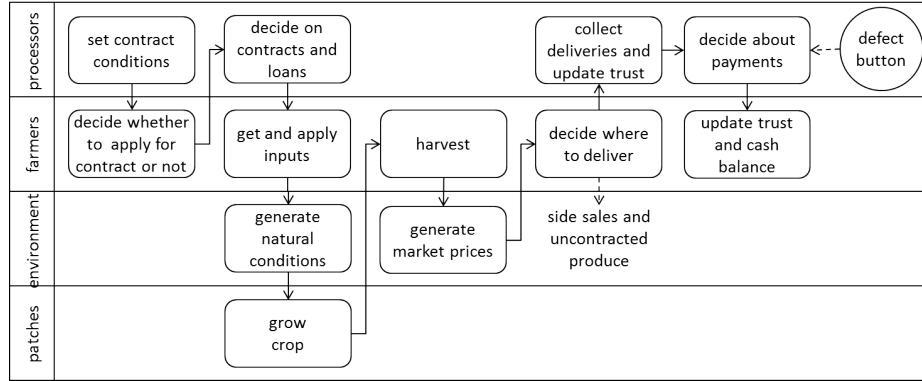 processors
set contract
conditions
decide on
contracts and
loans
collect
deliveries and
update trust
decide about
payments
defect
button
farmers
decide whether
to apply for
contract or not
get and apply
inputs
harvest
decide where
to deliver
update trust
and cash
balance
environment
generate
natural
conditions
generate
market prices
side sales and
uncontracted
produce
patches
grow
crop